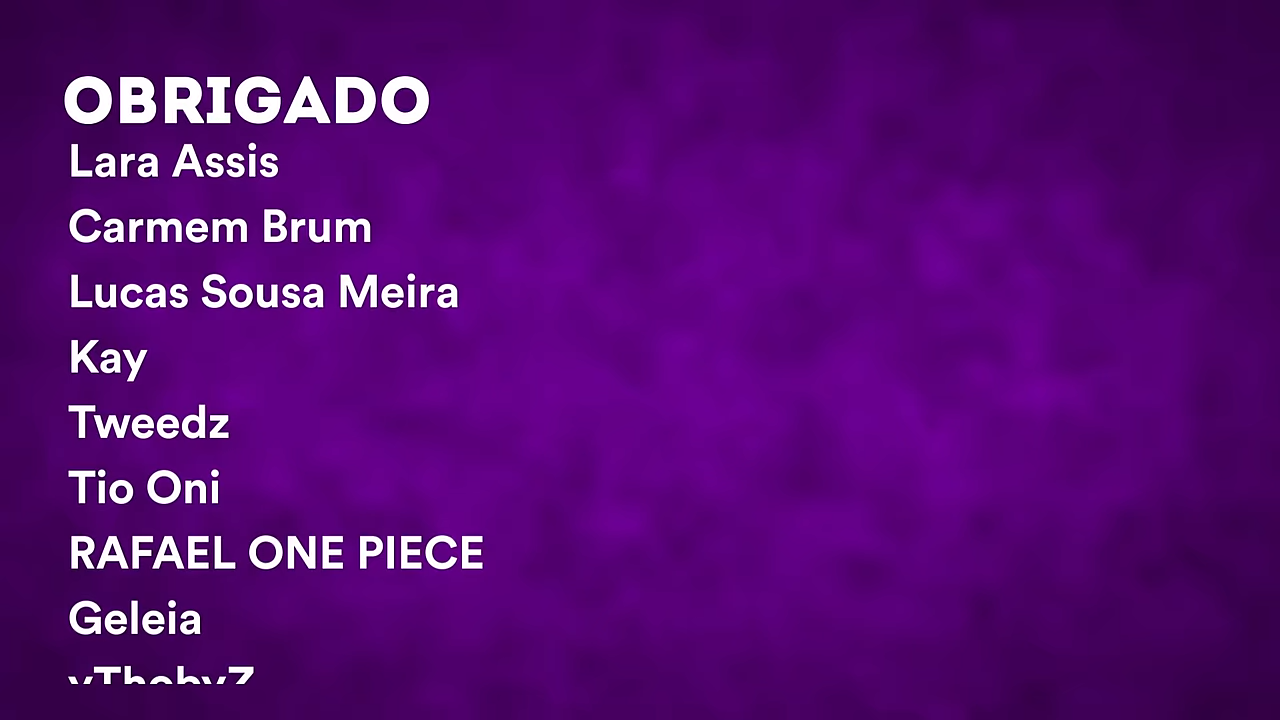 OBRIGADO
Lara Assis
Carmem Brum
Lucas Sousa Meira
Kay
Tweedz
Tio Oni
RAFAEL ONE PIECE
Geleia